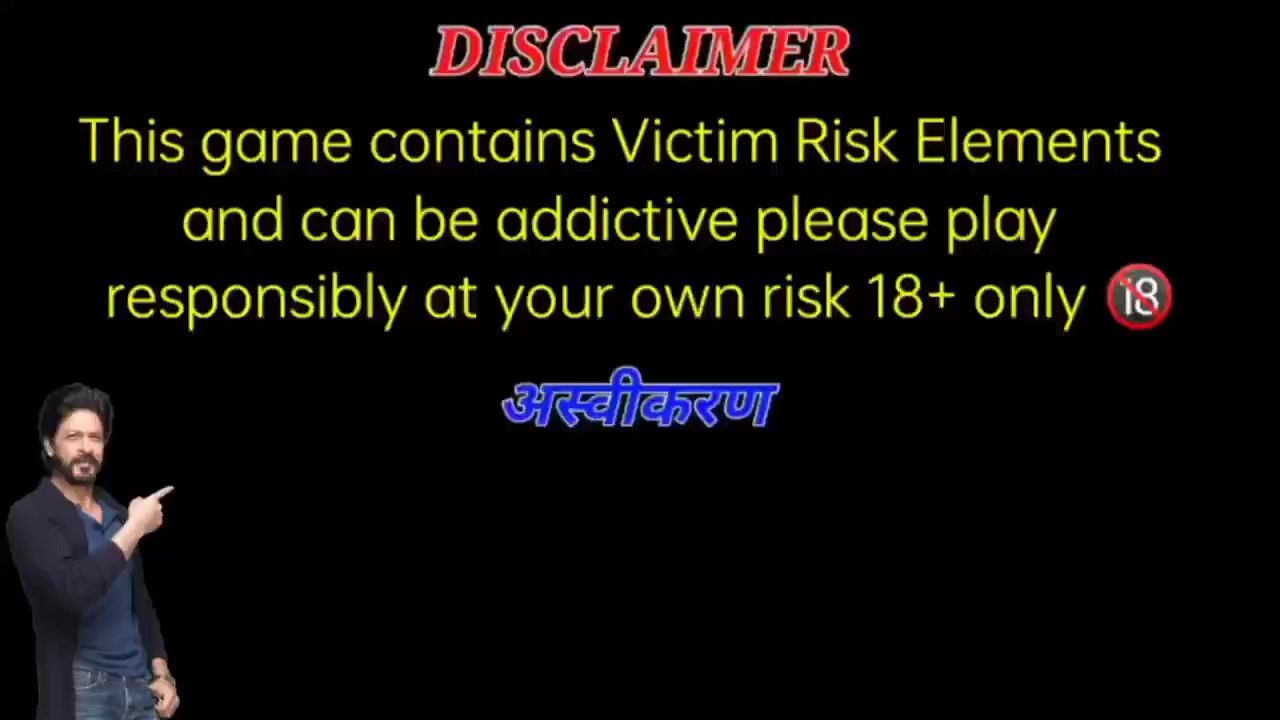 DISCLAIMER
This game contains Victim Risk Elements
and can be addictive please play
responsibly at your own risk 18+ only 🔞
अस्वीकरण